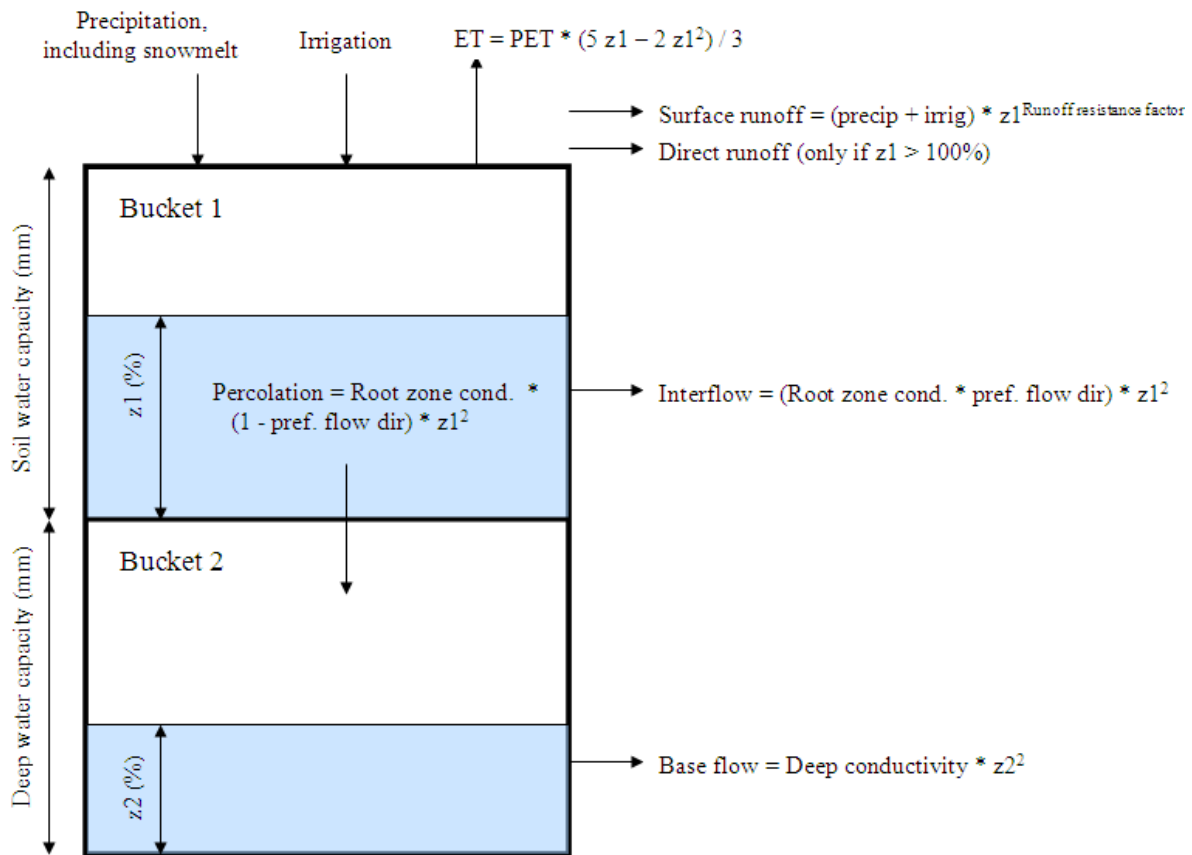 Precipitation,
including snowmelt
Irrigation
ET = PET * (5 z1 – 2 z1²) / 3
Surface runoff = (precip + irrig) * z1^Runoff resistance factor
Direct runoff (only if z1 > 100%)
Bucket 1
Soil water capacity (mm)
z1 (%)
Percolation = Root zone cond. *
(1 - pref. flow dir) * z1²
Interflow = (Root zone cond. * pref. flow dir) * z1²
Bucket 2
Deep water capacity (mm)
z2 (%)
Base flow = Deep conductivity * z2²